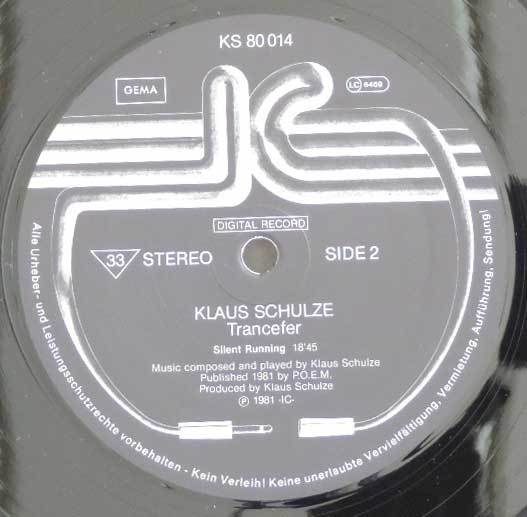 KS 80 014
GEMA
LC 6469
DIGITAL RECORD
33 STEREO
SIDE 2
KLAUS SCHULZE
Trancefer
Silent Running 18'45
Music composed and played by Klaus Schulze
Published 1981 by P.O.E.M.
Produced by Klaus Schulze
Ⓟ 1981 -IC-
Alle Urheber- und Leistungsschutzrechte vorbehalten - Kein Verleih! Keine unerlaubte Vervielfältigung, Vermietung, Aufführung, Sendung!